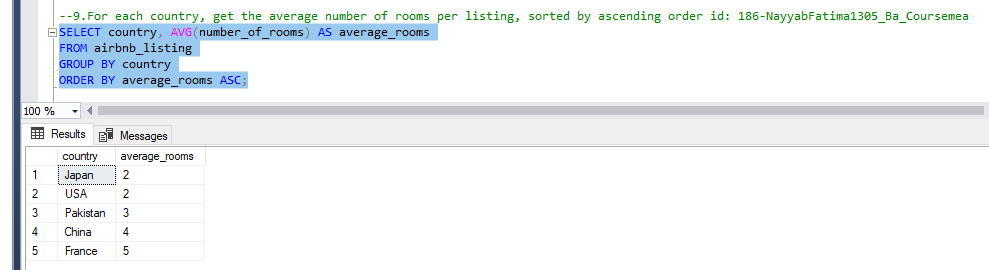 --9.For each country, get the average number of rooms per listing, sorted by ascending order id: 186-NayyabFatima1305_Ba_Coursemea
SELECT country, AVG(number_of_rooms) AS average_rooms
FROM airbnb_listing
GROUP BY country
ORDER BY average_rooms ASC;
100 %
Results Messages
country average_rooms
1 Japan 2
2 USA 2
3 Pakistan 3
4 China 4
5 France 5